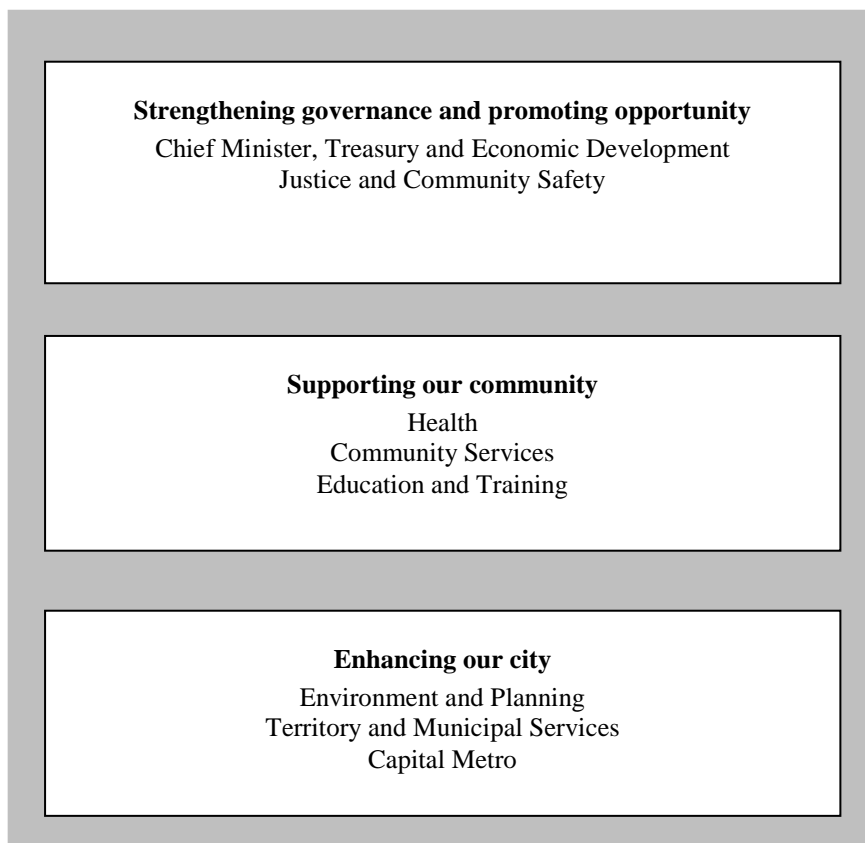 Strengthening governance and promoting opportunity
Chief Minister, Treasury and Economic Development
Justice and Community Safety
Supporting our community
Health
Community Services
Education and Training
Enhancing our city
Environment and Planning
Territory and Municipal Services
Capital Metro